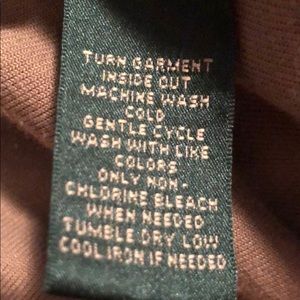 TURN GARMENT
INSIDE OUT
MACHINE WASH
COLD
GENTLE CYCLE
WASH WITH LIKE
COLORS
ONLY NON-
CHLORINE BLEACH
WHEN NEEDED
TUMBLE DRY LOW
COOL IRON IF NEEDED